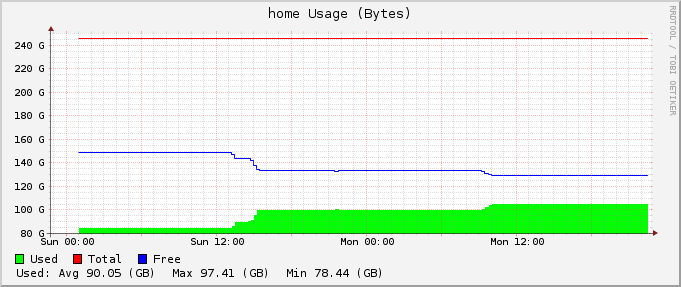 home Usage (Bytes)
RRDTOOL / TOBI OETIKER
240 G
220 G
200 G
180 G
160 G
140 G
120 G
100 G
80 G
Sun 00:00 Sun 12:00 Mon 00:00 Mon 12:00
Used Total Free
Used: Avg 90.05 (GB) Max 97.41 (GB) Min 78.44 (GB)